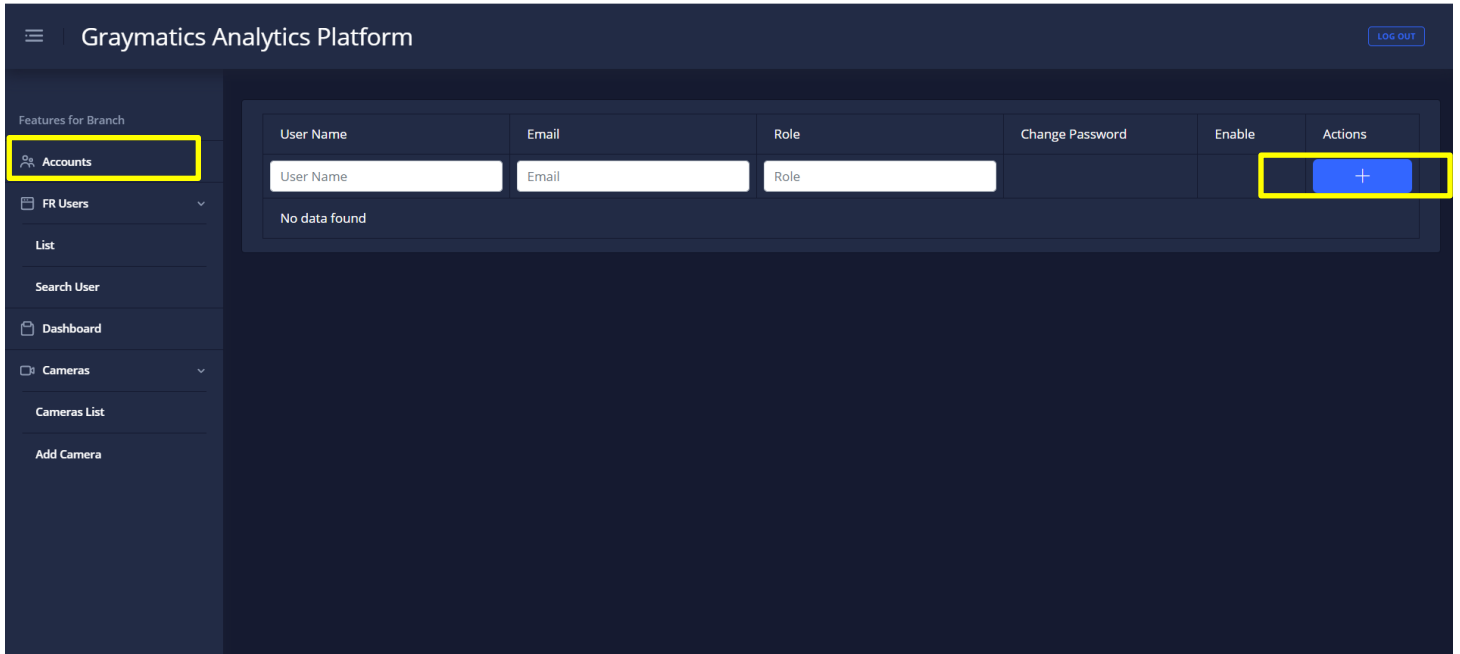 Graymatics Analytics Platform
LOG OUT
Features for Branch
Accounts
FR Users
List
Search User
Dashboard
Cameras
Cameras List
Add Camera
User Name Email Role Change Password Enable Actions
User Name Email Role
No data found